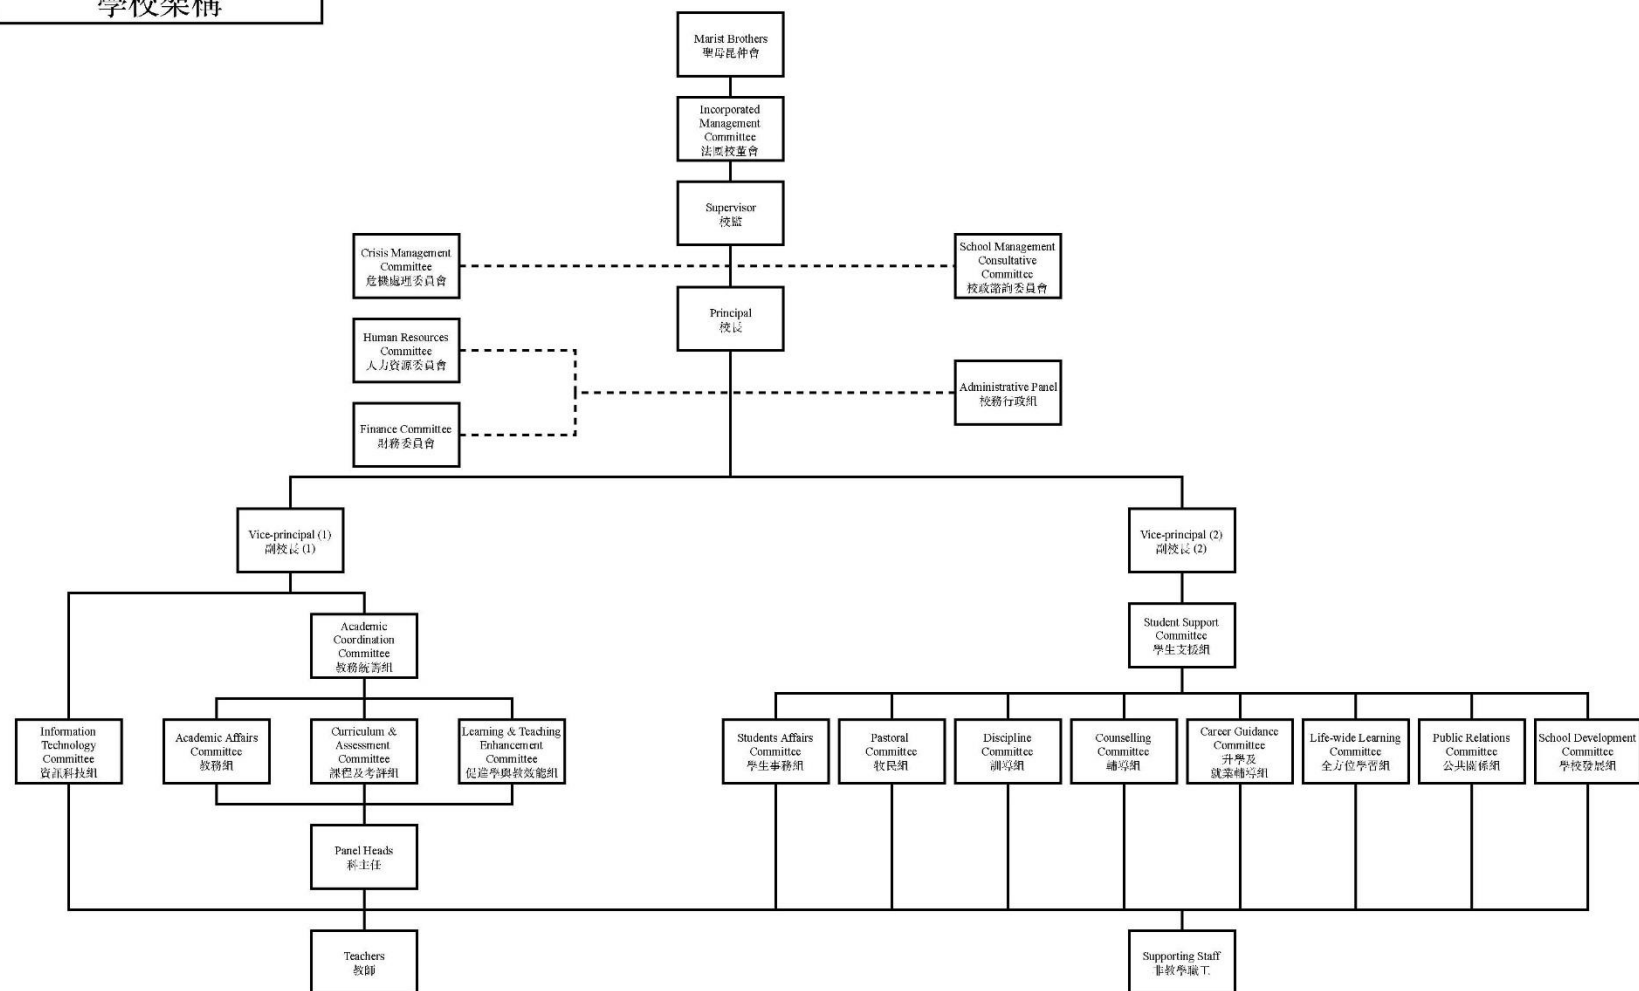 學校架構
Marist Brothers
聖母昆仲會
Incorporated
Management
Committee
法團校董會
Supervisor
校監
Crisis Management
Committee
危機處理委員會
School Management
Consultative
Committee
校政諮詢委員會
Principal
校長
Human Resources
Committee
人力資源委員會
Administrative Panel
校務行政組
Finance Committee
財務委員會
Vice-principal (1)
副校長 (1)
Vice-principal (2)
副校長 (2)
Academic
Coordination
Committee
教務統籌組
Student Support
Committee
學生支援組
Information
Technology
Committee
資訊科技組
Academic Affairs
Committee
教務組
Curriculum &
Assessment
Committee
課程及考評組
Learning & Teaching
Enhancement
Committee
促進學與教效能組
Students Affairs
Committee
學生事務組
Pastoral
Committee
牧民組
Discipline
Committee
訓導組
Counselling
Committee
輔導組
Career Guidance
Committee
升學及
就業輔導組
Life-wide Learning
Committee
全方位學習組
Public Relations
Committee
公共關係組
School Development
Committee
學校發展組
Panel Heads
科主任
Teachers
教師
Supporting Staff
非教學職工